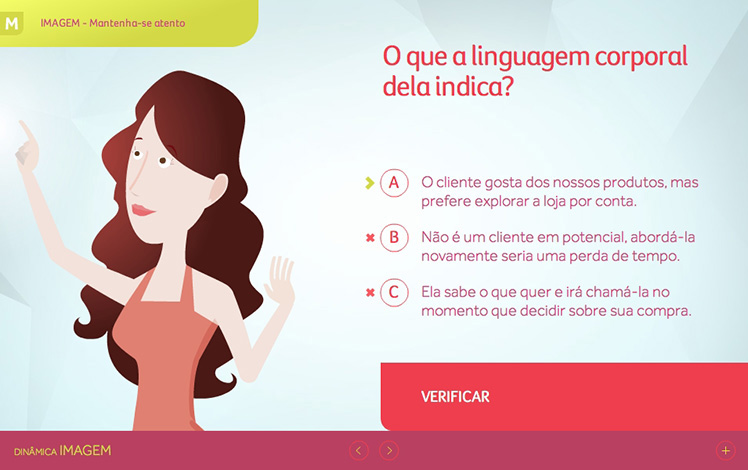 M
IMAGEM - Mantenha-se atento
O que a linguagem corporal
dela indica?
A
O cliente gosta dos nossos produtos, mas
prefere explorar a loja por conta.
B
Não é um cliente em potencial, abordá-la
novamente seria uma perda de tempo.
C
Ela sabe o que quer e irá chamá-la no
momento que decidir sobre sua compra.
VERIFICAR
DINÂMICA IMAGEM